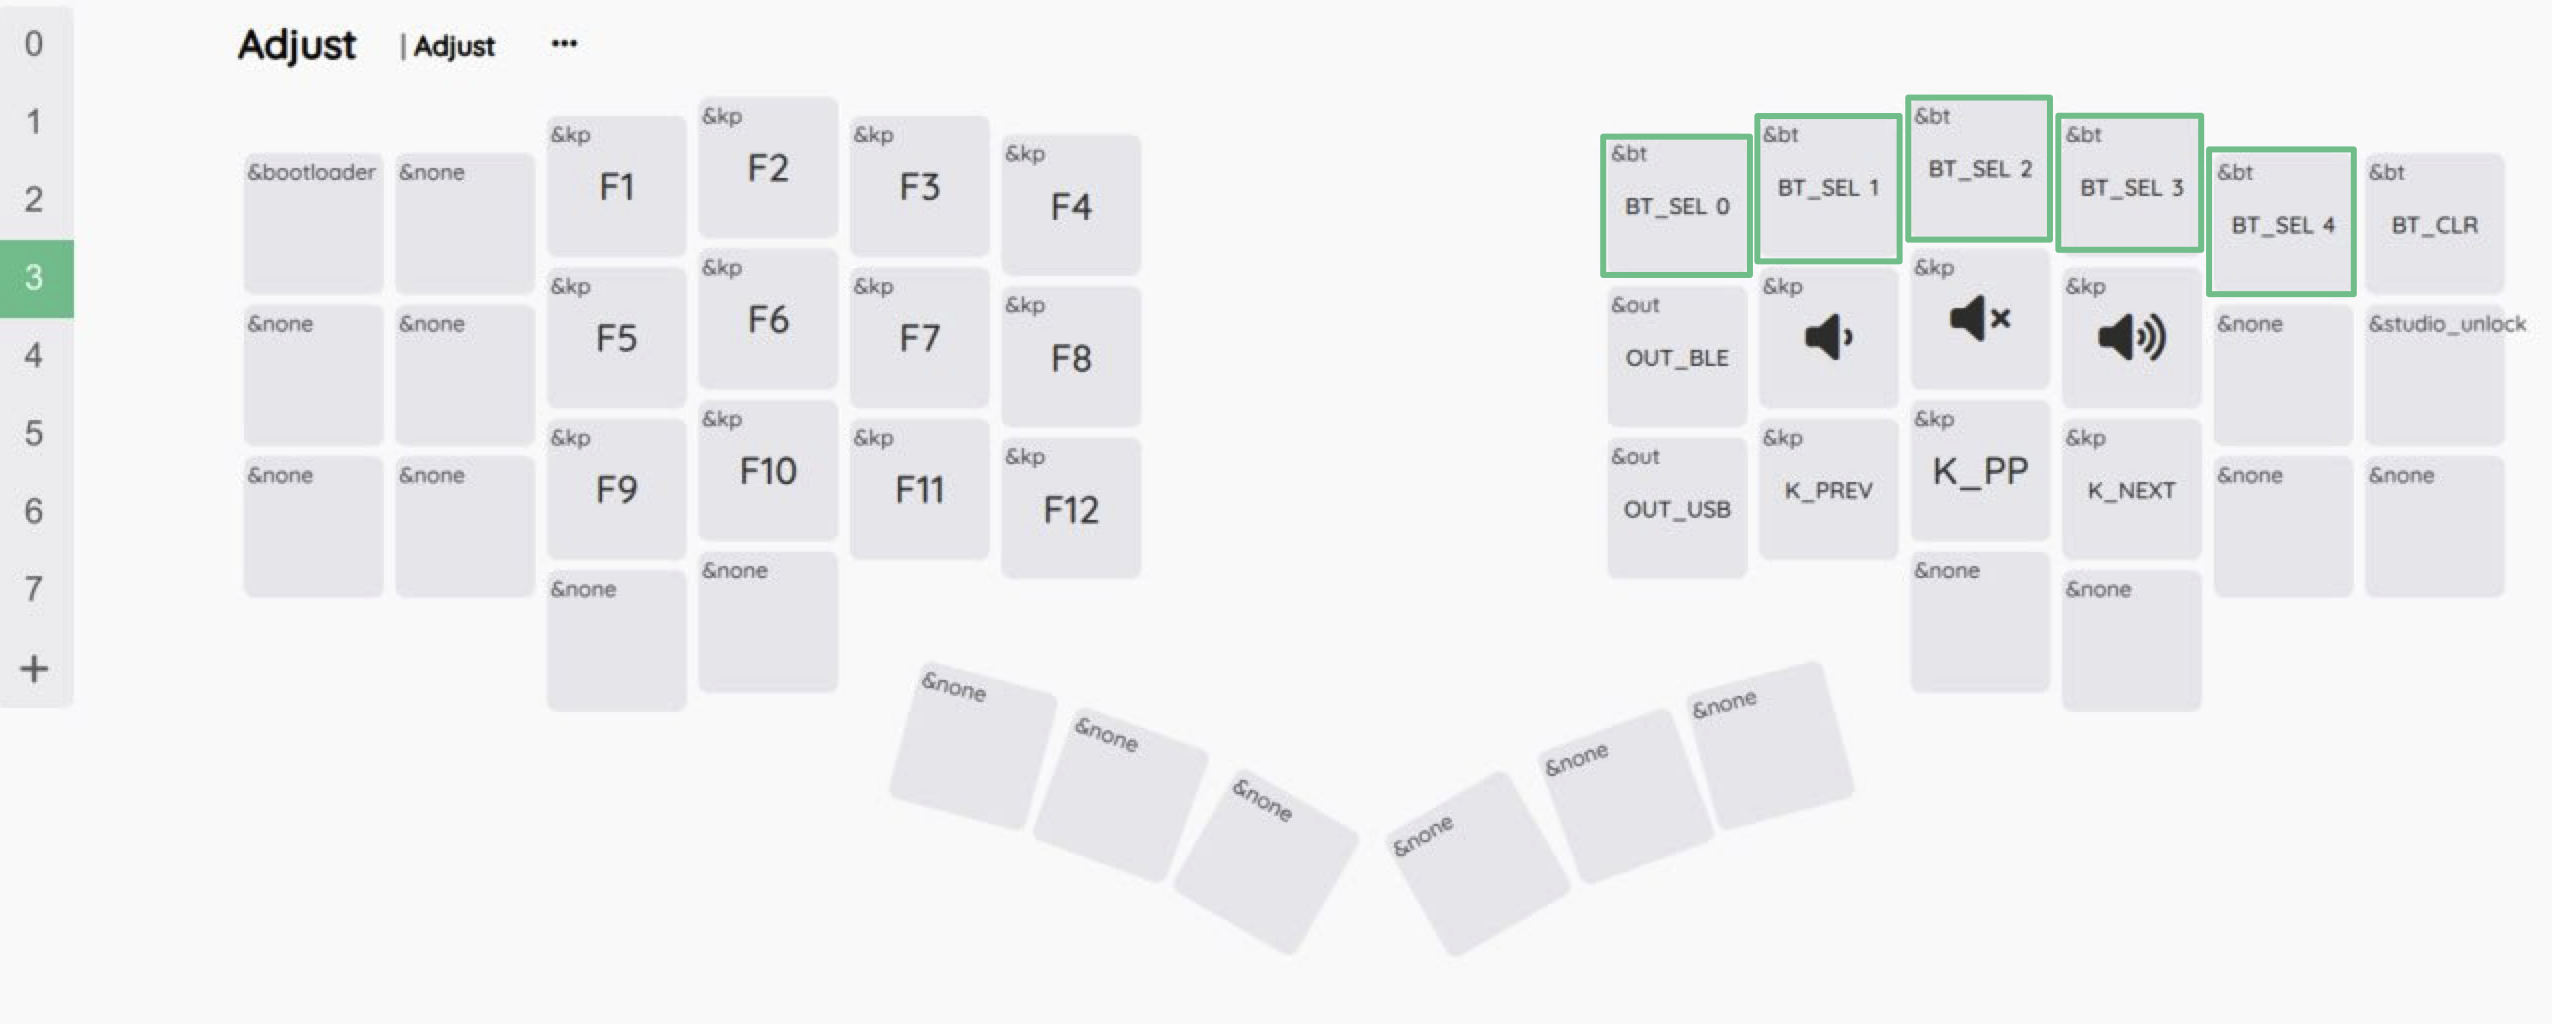 0
1
2
3
4
5
6
7
+
Adjust | Adjust ...
&bootloader
&none
&kp
F1
&kp
F2
&kp
F3
&kp
F4
&none
&none
&kp
F5
&kp
F6
&kp
F7
&kp
F8
&none
&none
&kp
F9
&kp
F10
&kp
F11
&kp
F12
&none
&none
&none
&none
&none
&bt
BT_SEL 0
&bt
BT_SEL 1
&bt
BT_SEL 2
&bt
BT_SEL 3
&bt
BT_SEL 4
&bt
BT_CLR
&out
OUT_BLE
&kp
&kp
&kp
&none
&studio_unlock
&out
OUT_USB
&kp
K_PREV
&kp
K_PP
&kp
K_NEXT
&none
&none
&none
&none
&none
&none
&none